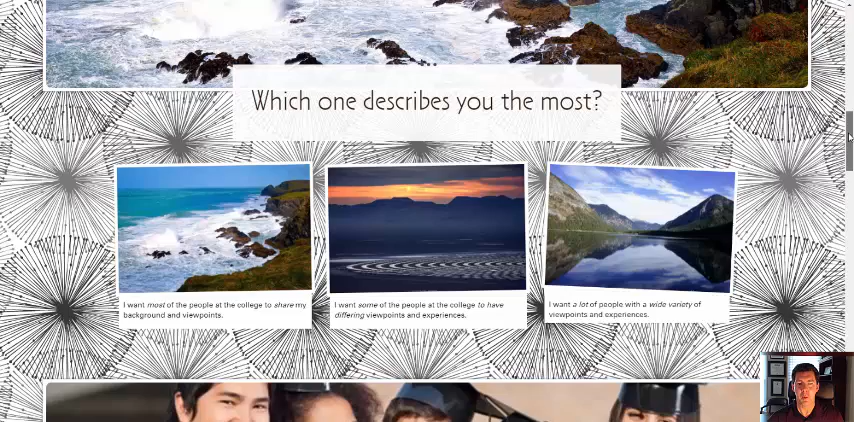 Which one describes you the most?
I want most of the people at the college to share my
background and viewpoints.
I want some of the people at the college to have
differing viewpoints and experiences.
I want a lot of people with a wide variety of
viewpoints and experiences.